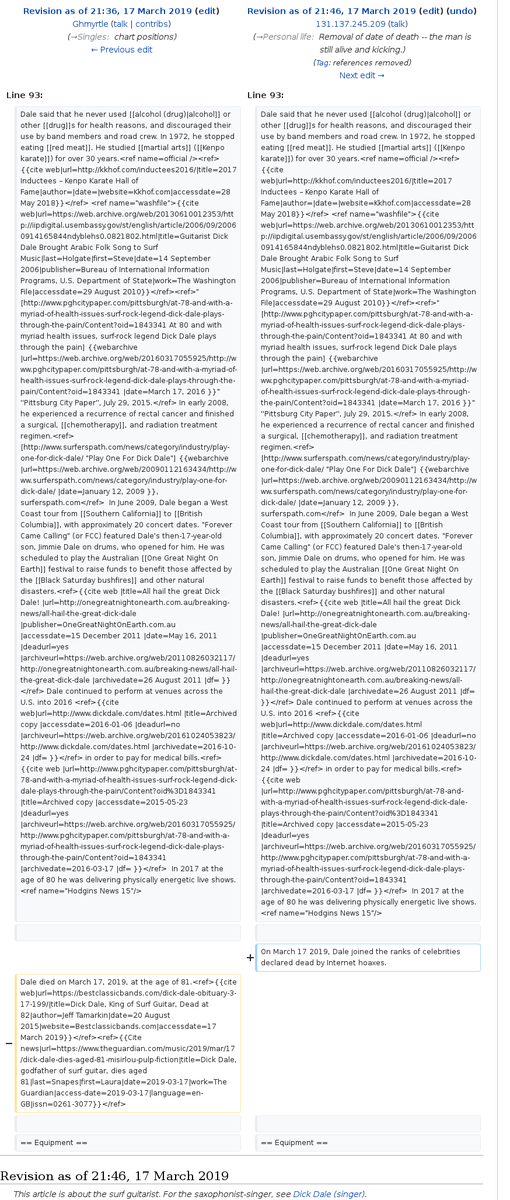 Revision as of 21:36, 17 March 2019 (edit)
Ghmyrtle (talk | contribs)
(→Singles: chart positions)
← Previous edit
Revision as of 21:46, 17 March 2019 (edit) (undo)
131.137.245.209 (talk)
(→Personal life: Removal of date of death -- the man is
still alive and kicking.)
(Tag: references removed)
Next edit →
Line 93:
Dale said that he never used [[alcohol (drug)|alcohol]] or
other [[drug]]s for health reasons, and discouraged their
use by band members and road crew. In 1972, he stopped
eating [[red meat]]. He studied [[martial arts]] ([[Kenpo
karate]]) for over 30 years.<ref name=official /><ref>
{{cite web|url=http://kkhof.com/inductees2016/|title=2017
Inductees – Kenpo Karate Hall of
Fame|author=|date=|website=Kkhof.com|accessdate=28
May 2018}}</ref> <ref name="washfile">{{cite
web|url=https://web.archive.org/web/20130610012353/htt
p://iipdigital.usembassy.gov/st/english/article/2006/09/2006
0914165844ndyblehs0.0821802.html|title=Guitarist Dick
Dale Brought Arabic Folk Song to Surf
Music|last=Holgate|first=Steve|date=14 September
2006|publisher=Bureau of International Information
Programs, U.S. Department of State|work=The Washington
File|accessdate=29 August 2010}}</ref><ref>"
[http://www.pghcitypaper.com/pittsburgh/at-78-and-with-a-
myriad-of-health-issues-surf-rock-legend-dick-dale-plays-
through-the-pain/Content?oid=1843341 At 80 and with
myriad health issues, surf-rock legend Dick Dale plays
through the pain] {{webarchive
|url=https://web.archive.org/web/20160317055925/http://w
ww.pghcitypaper.com/pittsburgh/at-78-and-with-a-myriad-of-
health-issues-surf-rock-legend-dick-dale-plays-through-the-
pain/Content?oid=1843341 |date=March 17, 2016 }}"
''Pittsburg City Paper'', July 29, 2015.</ref> In early 2008,
he experienced a recurrence of rectal cancer and finished
a surgical, [[chemotherapy]], and radiation treatment
regimen.<ref>
[http://www.surferspath.com/news/category/industry/play-
one-for-dick-dale/ "Play One For Dick Dale"] {{webarchive
|url=https://web.archive.org/web/20090112163434/http://w
ww.surferspath.com/news/category/industry/play-one-for-
dick-dale/ |date=January 12, 2009 }},
surferspath.com</ref> In June 2009, Dale began a West
Coast tour from [[Southern California]] to [[British
Columbia]], with approximately 20 concert dates. "Forever
Came Calling" (or FCC) featured Dale's then-17-year-old
son, Jimmie Dale on drums, who opened for him. He was
scheduled to play the Australian [[One Great Night On
Earth]] festival to raise funds to benefit those affected by
the [[Black Saturday bushfires]] and other natural
disasters.<ref>{{cite web |title=All hail the great Dick
Dale! |url=http://onegreatnightonearth.com.au/breaking-
news/all-hail-the-great-dick-dale
|publisher=OneGreatNightOnEarth.com.au
|accessdate=15 December 2011 |date=May 16, 2011
|deadurl=yes
|archiveurl=https://web.archive.org/web/20110826032117/
http://onegreatnightonearth.com.au/breaking-news/all-hail-
the-great-dick-dale |archivedate=26 August 2011 |df= }}
</ref> Dale continued to perform at venues across the
U.S. into 2016 <ref>{{cite
web|url=http://www.dickdale.com/dates.html |title=Archived
copy |accessdate=2016-01-06 |deadurl=no
|archiveurl=https://web.archive.org/web/20161024053823/
http://www.dickdale.com/dates.html |archivedate=2016-10-
24 |df= }}</ref> in order to pay for medical bills.<ref>
{{cite web |url=http://www.pghcitypaper.com/pittsburgh/at-
78-and-with-a-myriad-of-health-issues-surf-rock-legend-dick-
dale-plays-through-the-pain/Content?oid%3D1843341
|title=Archived copy |accessdate=2015-05-23
|deadurl=yes
|archiveurl=https://web.archive.org/web/20160317055925/
http://www.pghcitypaper.com/pittsburgh/at-78-and-with-a-
myriad-of-health-issues-surf-rock-legend-dick-dale-plays-
through-the-pain/Content?oid=1843341
|archivedate=2016-03-17 |df= }}</ref> In 2017 at the
age of 80 he was delivering physically energetic live shows.
<ref name="Hodgins News 15"/>
Line 93:
Dale said that he never used [[alcohol (drug)|alcohol]] or
other [[drug]]s for health reasons, and discouraged their
use by band members and road crew. In 1972, he stopped
eating [[red meat]]. He studied [[martial arts]] ([[Kenpo
karate]]) for over 30 years.<ref name=official /><ref>
{{cite
web|url=http://kkhof.com/inductees2016/|title=2017
Inductees – Kenpo Karate Hall of
Fame|author=|date=|website=Kkhof.com|accessdate=28
May 2018}}</ref> <ref name="washfile">{{cite
web|url=https://web.archive.org/web/20130610012353/htt
p://iipdigital.usembassy.gov/st/english/article/2006/09/2006
0914165844ndyblehs0.0821802.html|title=Guitarist Dick
Dale Brought Arabic Folk Song to Surf
Music|last=Holgate|first=Steve|date=14 September
2006|publisher=Bureau of International Information
Programs, U.S. Department of State|work=The Washington
File|accessdate=29 August 2010}}</ref><ref>"
[http://www.pghcitypaper.com/pittsburgh/at-78-and-with-a-
myriad-of-health-issues-surf-rock-legend-dick-dale-plays-
through-the-pain/Content?oid=1843341 At 80 and with
myriad health issues, surf-rock legend Dick Dale plays
through the pain] {{webarchive
|url=https://web.archive.org/web/20160317055925/http://w
ww.pghcitypaper.com/pittsburgh/at-78-and-with-a-myriad-
of-health-issues-surf-rock-legend-dick-dale-plays-through-
the-pain/Content?oid=1843341 |date=March 17, 2016 }}"
''Pittsburg City Paper'', July 29, 2015.</ref> In early 2008,
he experienced a recurrence of rectal cancer and finished
a surgical, [[chemotherapy]], and radiation treatment
regimen.<ref>
[http://www.surferspath.com/news/category/industry/play-
one-for-dick-dale/ "Play One For Dick Dale"] {{webarchive
|url=https://web.archive.org/web/20090112163434/http://w
ww.surferspath.com/news/category/industry/play-one-for-
dick-dale/ |date=January 12, 2009 }},
surferspath.com</ref> In June 2009, Dale began a West
Coast tour from [[Southern California]] to [[British
Columbia]], with approximately 20 concert dates. "Forever
Came Calling" (or FCC) featured Dale's then-17-year-old
son, Jimmie Dale on drums, who opened for him. He was
scheduled to play the Australian [[One Great Night On
Earth]] festival to raise funds to benefit those affected by
the [[Black Saturday bushfires]] and other natural
disasters.<ref>{{cite web |title=All hail the great Dick
Dale! |url=http://onegreatnightonearth.com.au/breaking-
news/all-hail-the-great-dick-dale
|publisher=OneGreatNightOnEarth.com.au
|accessdate=15 December 2011 |date=May 16, 2011
|deadurl=yes
|archiveurl=https://web.archive.org/web/20110826032117/
http://onegreatnightonearth.com.au/breaking-news/all-
hail-the-great-dick-dale |archivedate=26 August 2011 |df=
}}</ref> Dale continued to perform at venues across the
U.S. into 2016 <ref>{{cite
web|url=http://www.dickdale.com/dates.html
|title=Archived copy |accessdate=2016-01-06 |deadurl=no
|archiveurl=https://web.archive.org/web/20161024053823/
http://www.dickdale.com/dates.html |archivedate=2016-10-
24 |df= }}</ref> in order to pay for medical bills.<ref>
{{cite web
|url=http://www.pghcitypaper.com/pittsburgh/at-78-and-
with-a-myriad-of-health-issues-surf-rock-legend-dick-dale-
plays-through-the-pain/Content?oid%3D1843341
|title=Archived copy |accessdate=2015-05-23
|deadurl=yes
|archiveurl=https://web.archive.org/web/20160317055925/
http://www.pghcitypaper.com/pittsburgh/at-78-and-with-a-
myriad-of-health-issues-surf-rock-legend-dick-dale-plays-
through-the-pain/Content?oid=1843341
|archivedate=2016-03-17 |df= }}</ref> In 2017 at the
age of 80 he was delivering physically energetic live shows.
<ref name="Hodgins News 15"/>
+
On March 17 2019, Dale joined the ranks of celebrities
declared dead by Internet hoaxes.
−
Dale died on March 17, 2019, at the age of 81.<ref>{{cite
web|url=https://bestclassicbands.com/dick-dale-obituary-3-
17-199/|title=Dick Dale, King of Surf Guitar, Dead at
82|author=Jeff Tamarkin|date=20 August
2015|website=Bestclassicbands.com|accessdate=17
March 2019}}</ref><ref>{{Cite
news|url=https://www.theguardian.com/music/2019/mar/17
/dick-dale-dies-aged-81-misirlou-pulp-fiction|title=Dick Dale,
godfather of surf guitar, dies aged
81|last=Snapes|first=Laura|date=2019-03-17|work=The
Guardian|access-date=2019-03-17|language=en-
GB|issn=0261-3077}}</ref>
== Equipment ==
== Equipment ==
Revision as of 21:46, 17 March 2019
This article is about the surf guitarist. For the saxophonist-singer, see Dick Dale (singer).